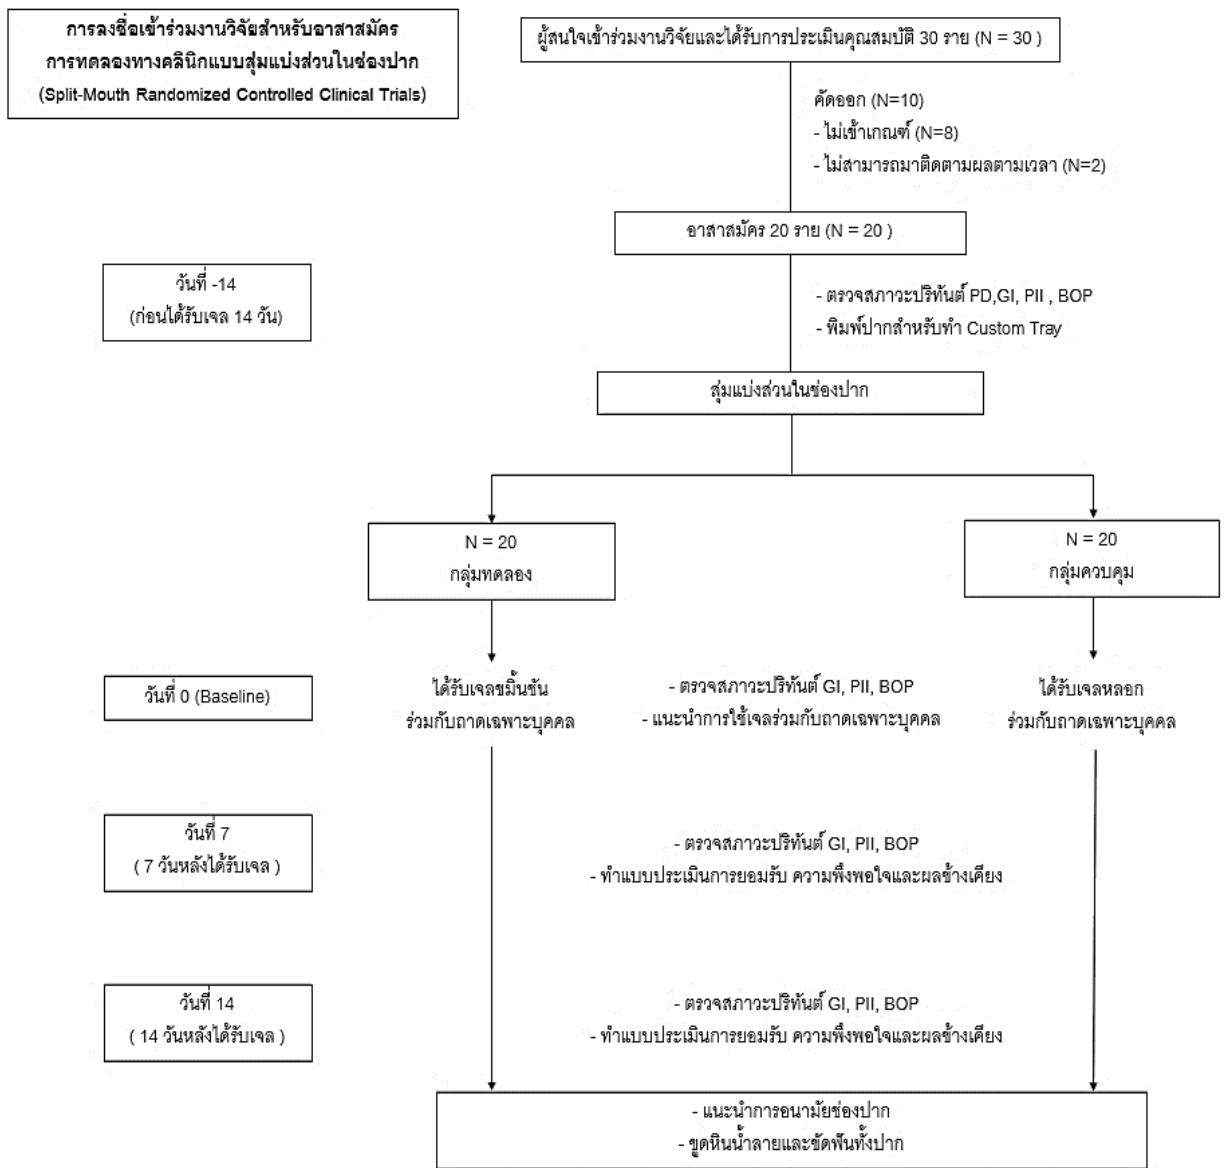 การลงชื่อเข้าร่วมงานวิจัยสำหรับอาสาสมัคร
การทดลองทางคลินิกแบบสุ่มแบ่งส่วนในช่องปาก
(Split-Mouth Randomized Controlled Clinical Trials)
ผู้สนใจเข้าร่วมงานวิจัยและได้รับการประเมินคุณสมบัติ 30 ราย (N = 30 )
คัดออก (N=10)
- ไม่เข้าเกณฑ์ (N=8)
- ไม่สามารถมาติดตามผลตามเวลา (N=2)
อาสาสมัคร 20 ราย (N = 20 )
วันที่ -14
(ก่อนได้รับเจล 14 วัน)
- ตรวจสภาวะปริทันต์ PD,GI, PII , BOP
- พิมพ์ปากสำหรับทำ Custom Tray
สุ่มแบ่งส่วนในช่องปาก
N = 20
กลุ่มทดลอง
N = 20
กลุ่มควบคุม
วันที่ 0 (Baseline)
ได้รับเจลขมิ้นชัน
ร่วมกับถาดเฉพาะบุคคล
- ตรวจสภาวะปริทันต์ GI, PII, BOP
- แนะนำการใช้เจลร่วมกับถาดเฉพาะบุคคล
ได้รับเจลหลอก
ร่วมกับถาดเฉพาะบุคคล
วันที่ 7
( 7 วันหลังได้รับเจล )
- ตรวจสภาวะปริทันต์ GI, PII, BOP
- ทำแบบประเมินการยอมรับ ความพึงพอใจและผลข้างเคียง
วันที่ 14
( 14 วันหลังได้รับเจล )
- ตรวจสภาวะปริทันต์ GI, PII, BOP
- ทำแบบประเมินการยอมรับ ความพึงพอใจและผลข้างเคียง
- แนะนำการอนามัยช่องปาก
- ขูดหินน้ำลายและขัดฟันทั้งปาก